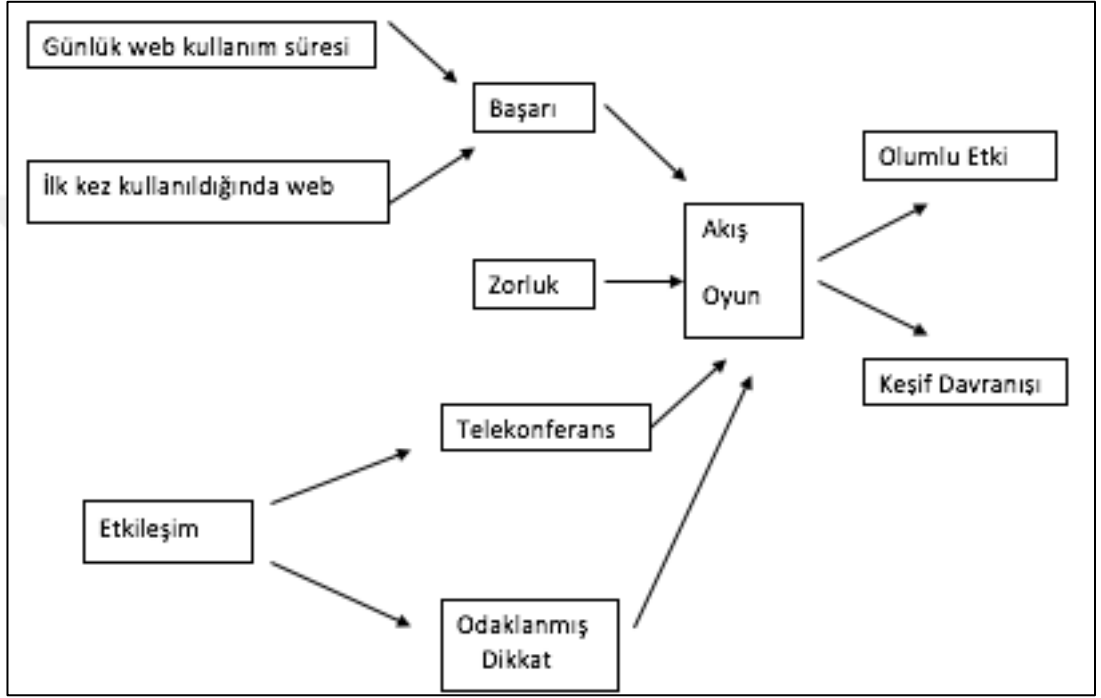 Günlük web kullanım süresi
Başarı
Olumlu Etki
İlk kez kullanıldığında web
Akış
Oyun
Zorluk
Keşif Davranışı
Telekonferans
Etkileşim
Odaklanmış
Dikkat